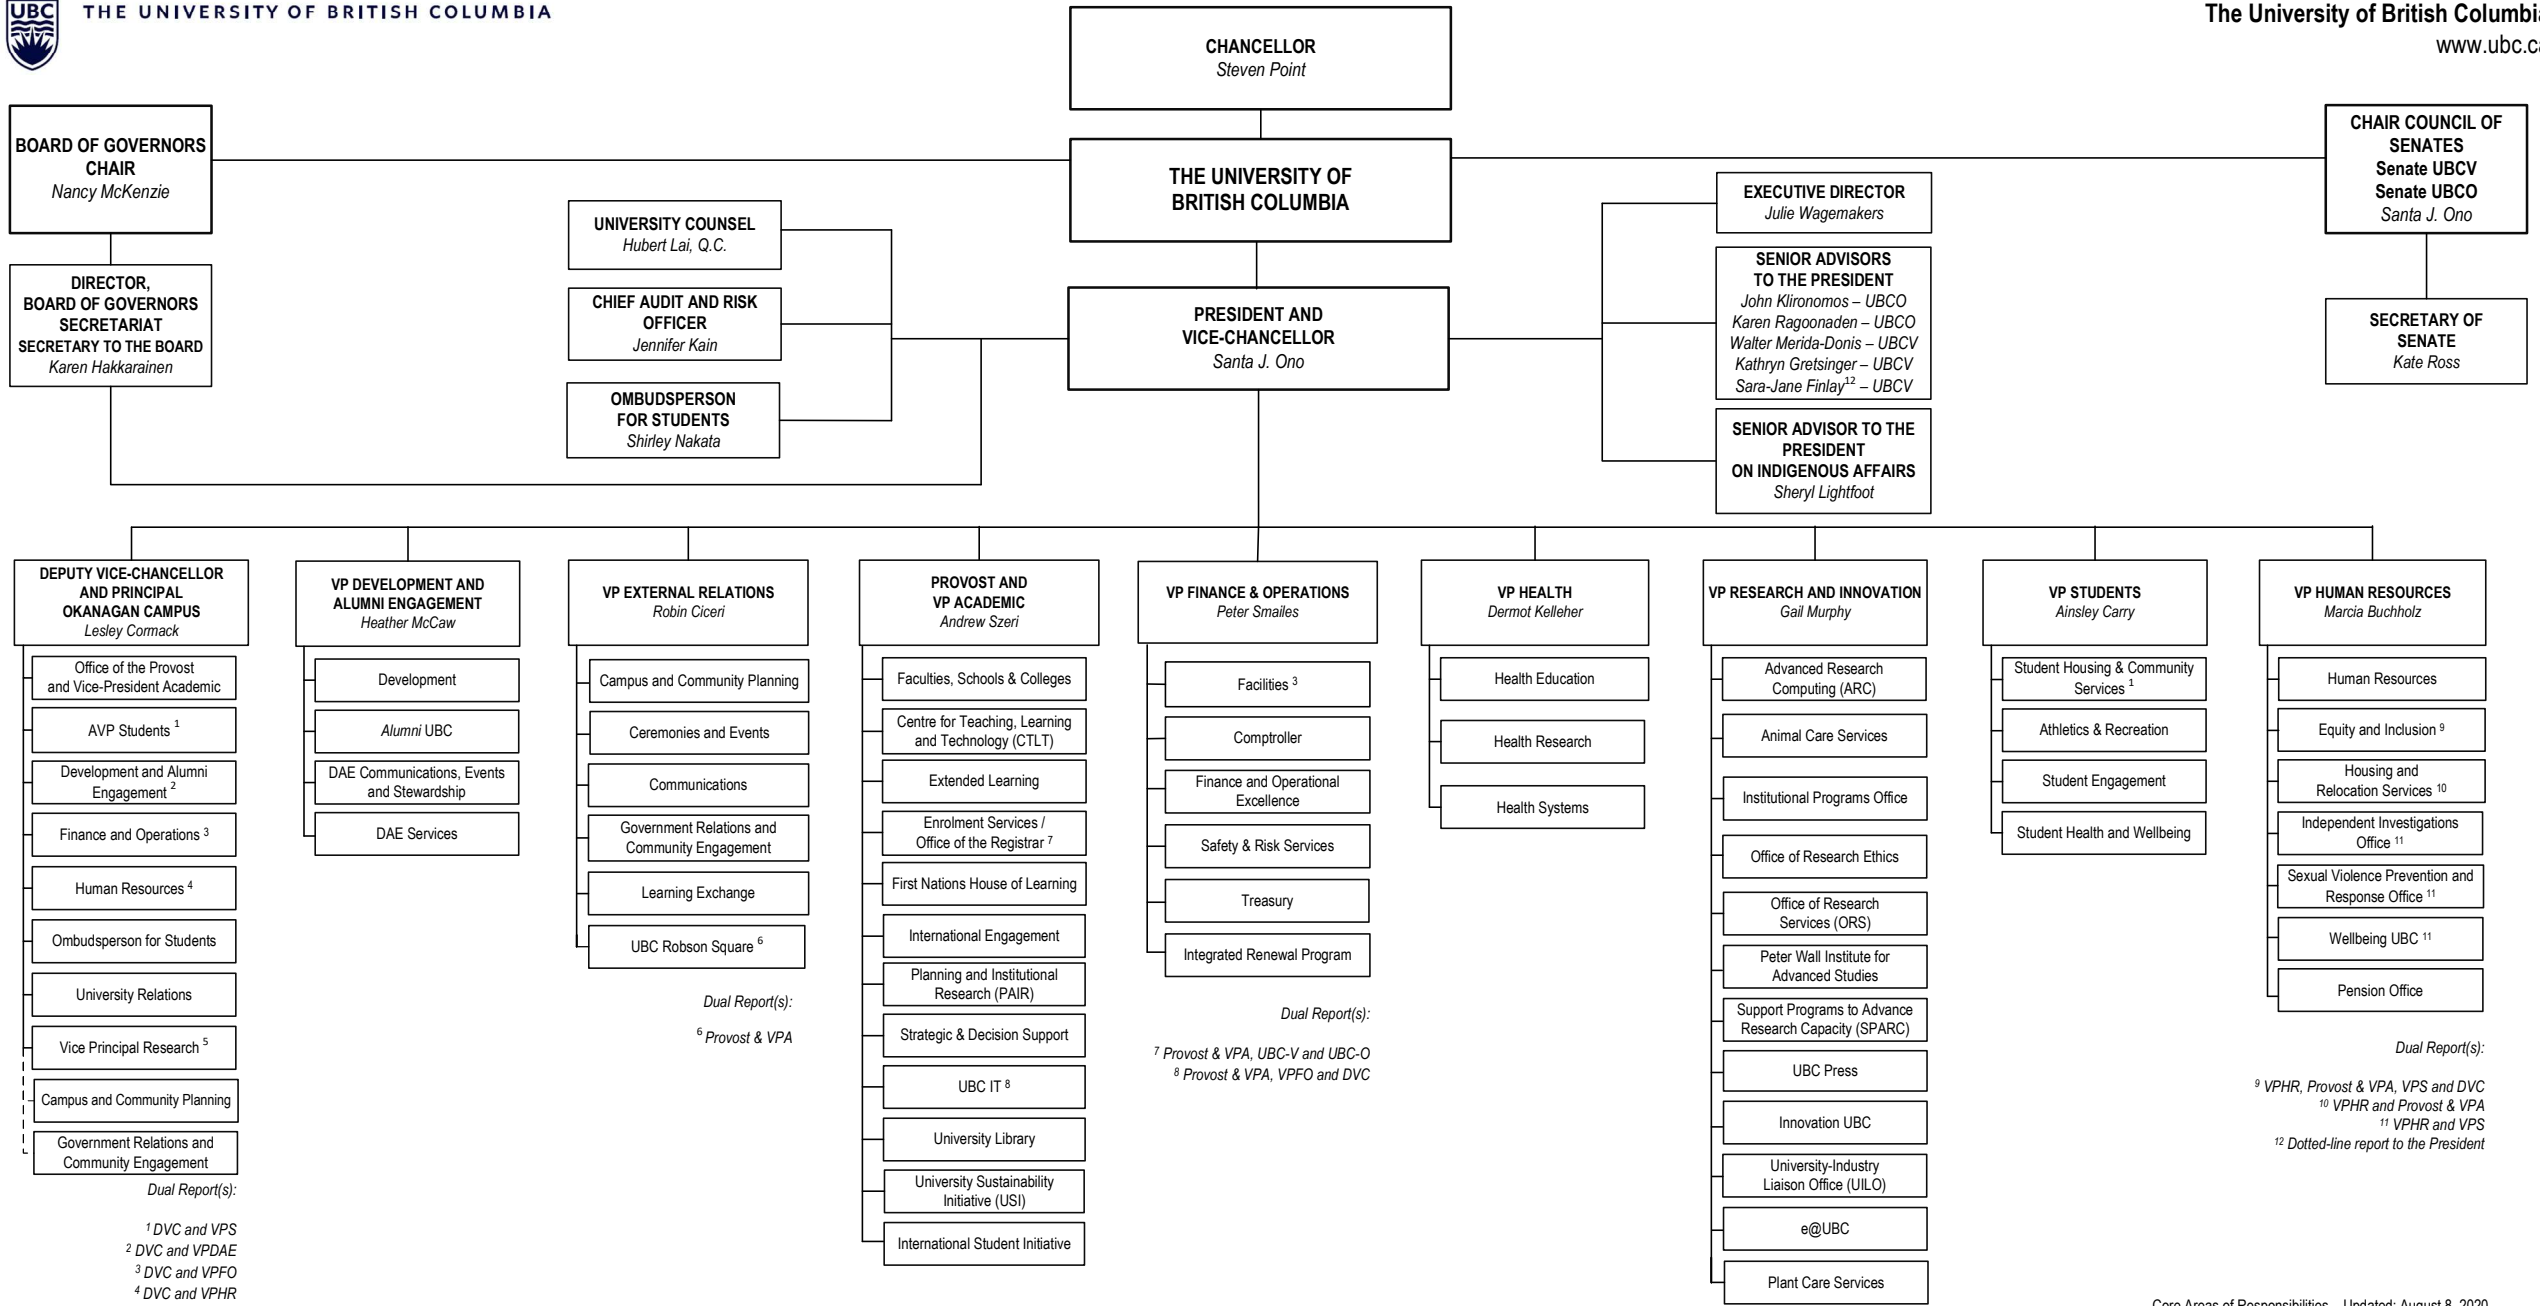 UBC
THE UNIVERSITY OF BRITISH COLUMBIA
The University of British Columbia
www.ubc.ca
CHANCELLOR
Steven Point
BOARD OF GOVERNORS
CHAIR
Nancy McKenzie
THE UNIVERSITY OF
BRITISH COLUMBIA
CHAIR COUNCIL OF
SENATES
Senate UBCV
Senate UBCO
Santa J. Ono
DIRECTOR,
BOARD OF GOVERNORS
SECRETARIAT
SECRETARY TO THE BOARD
Karen Hakkarainen
UNIVERSITY COUNSEL
Hubert Lai, Q.C.
CHIEF AUDIT AND RISK
OFFICER
Jennifer Kain
OMBUDSPERSON
FOR STUDENTS
Shirley Nakata
PRESIDENT AND
VICE-CHANCELLOR
Santa J. Ono
EXECUTIVE DIRECTOR
Julie Wagemakers
SENIOR ADVISORS
TO THE PRESIDENT
John Klironomos – UBCO
Karen Ragoonaden – UBCO
Walter Merida-Donis – UBCV
Kathryn Gretsinger – UBCV
Sara-Jane Finlay12 – UBCV
SENIOR ADVISOR TO THE
PRESIDENT
ON INDIGENOUS AFFAIRS
Sheryl Lightfoot
SECRETARY OF
SENATE
Kate Ross
DEPUTY VICE-CHANCELLOR
AND PRINCIPAL
OKANAGAN CAMPUS
Lesley Cormack
Office of the Provost
and Vice-President Academic
AVP Students 1
Development and Alumni
Engagement 2
Finance and Operations 3
Human Resources 4
Ombudsperson for Students
University Relations
Vice Principal Research 5
Campus and Community Planning
Government Relations and
Community Engagement
Dual Report(s):
1 DVC and VPS
2 DVC and VPDAE
3 DVC and VPFO
4 DVC and VPHR
VP DEVELOPMENT AND
ALUMNI ENGAGEMENT
Heather McCaw
Development
Alumni UBC
DAE Communications, Events
and Stewardship
DAE Services
VP EXTERNAL RELATIONS
Robin Ciceri
Campus and Community Planning
Ceremonies and Events
Communications
Government Relations and
Community Engagement
Learning Exchange
UBC Robson Square 6
Dual Report(s):
6 Provost & VPA
PROVOST AND
VP ACADEMIC
Andrew Szeri
Faculties, Schools & Colleges
Centre for Teaching, Learning
and Technology (CTLT)
Extended Learning
Enrolment Services /
Office of the Registrar 7
First Nations House of Learning
International Engagement
Planning and Institutional
Research (PAIR)
Strategic & Decision Support
UBC IT 8
University Library
University Sustainability
Initiative (USI)
International Student Initiative
VP FINANCE & OPERATIONS
Peter Smailes
Facilities 3
Comptroller
Finance and Operational
Excellence
Safety & Risk Services
Treasury
Integrated Renewal Program
Dual Report(s):
7 Provost & VPA, UBC-V and UBC-O
8 Provost & VPA, VPFO and DVC
VP HEALTH
Dermot Kelleher
Health Education
Health Research
Health Systems
VP RESEARCH AND INNOVATION
Gail Murphy
Advanced Research
Computing (ARC)
Animal Care Services
Institutional Programs Office
Office of Research Ethics
Office of Research
Services (ORS)
Peter Wall Institute for
Advanced Studies
Support Programs to Advance
Research Capacity (SPARC)
UBC Press
Innovation UBC
University-Industry
Liaison Office (UILO)
e@UBC
Plant Care Services
VP STUDENTS
Ainsley Carry
Student Housing & Community
Services 1
Athletics & Recreation
Student Engagement
Student Health and Wellbeing
VP HUMAN RESOURCES
Marcia Buchholz
Human Resources
Equity and Inclusion 9
Housing and
Relocation Services 10
Independent Investigations
Office 11
Sexual Violence Prevention and
Response Office 11
Wellbeing UBC 11
Pension Office
Dual Report(s):
9 VPHR, Provost & VPA, VPS and DVC
10 VPHR and Provost & VPA
11 VPHR and VPS
12 Dotted-line report to the President
Core Areas of Responsibilities – Updated: August 8, 2020